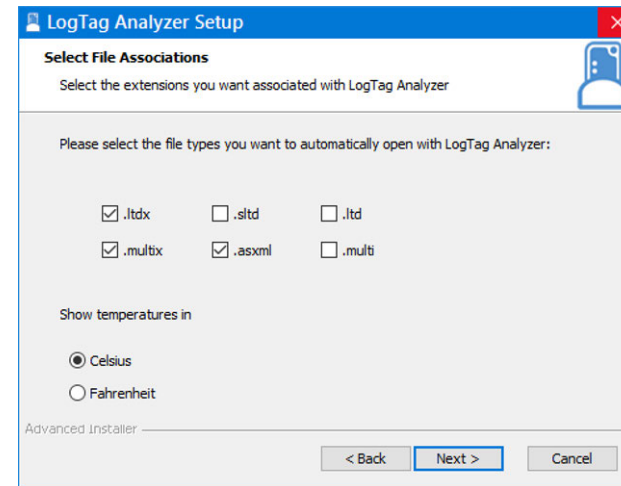 LogTag Analyzer Setup
Select File Associations
Select the extensions you want associated with LogTag Analyzer
Please select the file types you want to automatically open with LogTag Analyzer:
.ltdx .sltd .ltd
.multix .asxml .multi
Show temperatures in
Celsius
Fahrenheit
Advanced Installer
< Back Next > Cancel